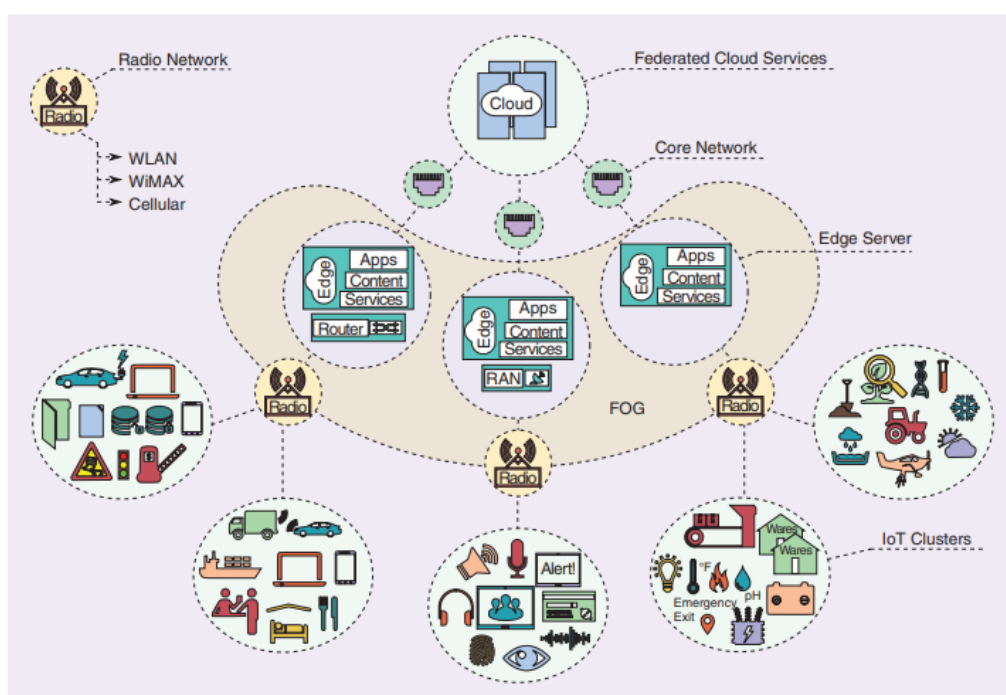 Radio Network
Radio
WLAN
WiMAX
Cellular
Federated Cloud Services
Cloud
Core Network
Edge Server
Edge
Apps
Content
Services
Router
Edge
Apps
Content
Services
RAN
Edge
Apps
Content
Services
Radio
Radio
Radio
FOG
IoT Clusters
Alert!
Wares
Wares
°F
pH
Emergency
Exit